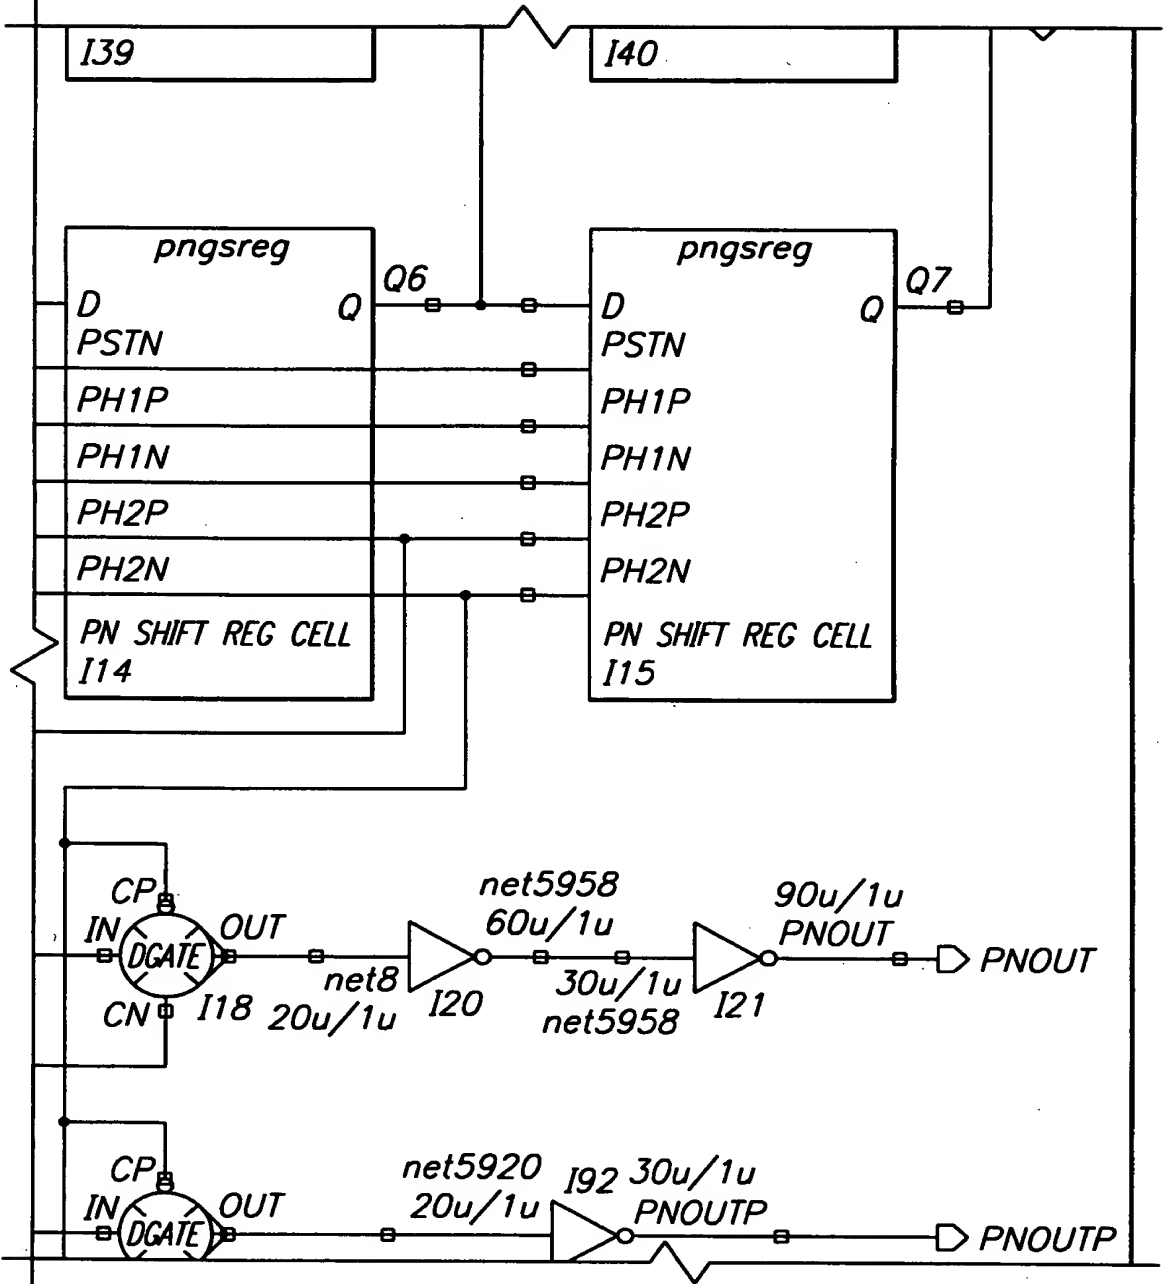 I39
I40
pngsreg
pngsreg
Q6
Q7
D
Q
D
Q
PSTN
PSTN
PH1P
PH1P
PH1N
PH1N
PH2P
PH2P
PH2N
PH2N
PN SHIFT REG CELL
PN SHIFT REG CELL
I14
I15
CP
net5958
90u/1u
IN
OUT
60u/1u
PNOUT
DGATE
PNOUT
net8
30u/1u
CN
I18
20u/1u
I20
net5958
I21
CP
net5920
I92
30u/1u
IN
OUT
20u/1u
PNOUTP
DGATE
PNOUTP